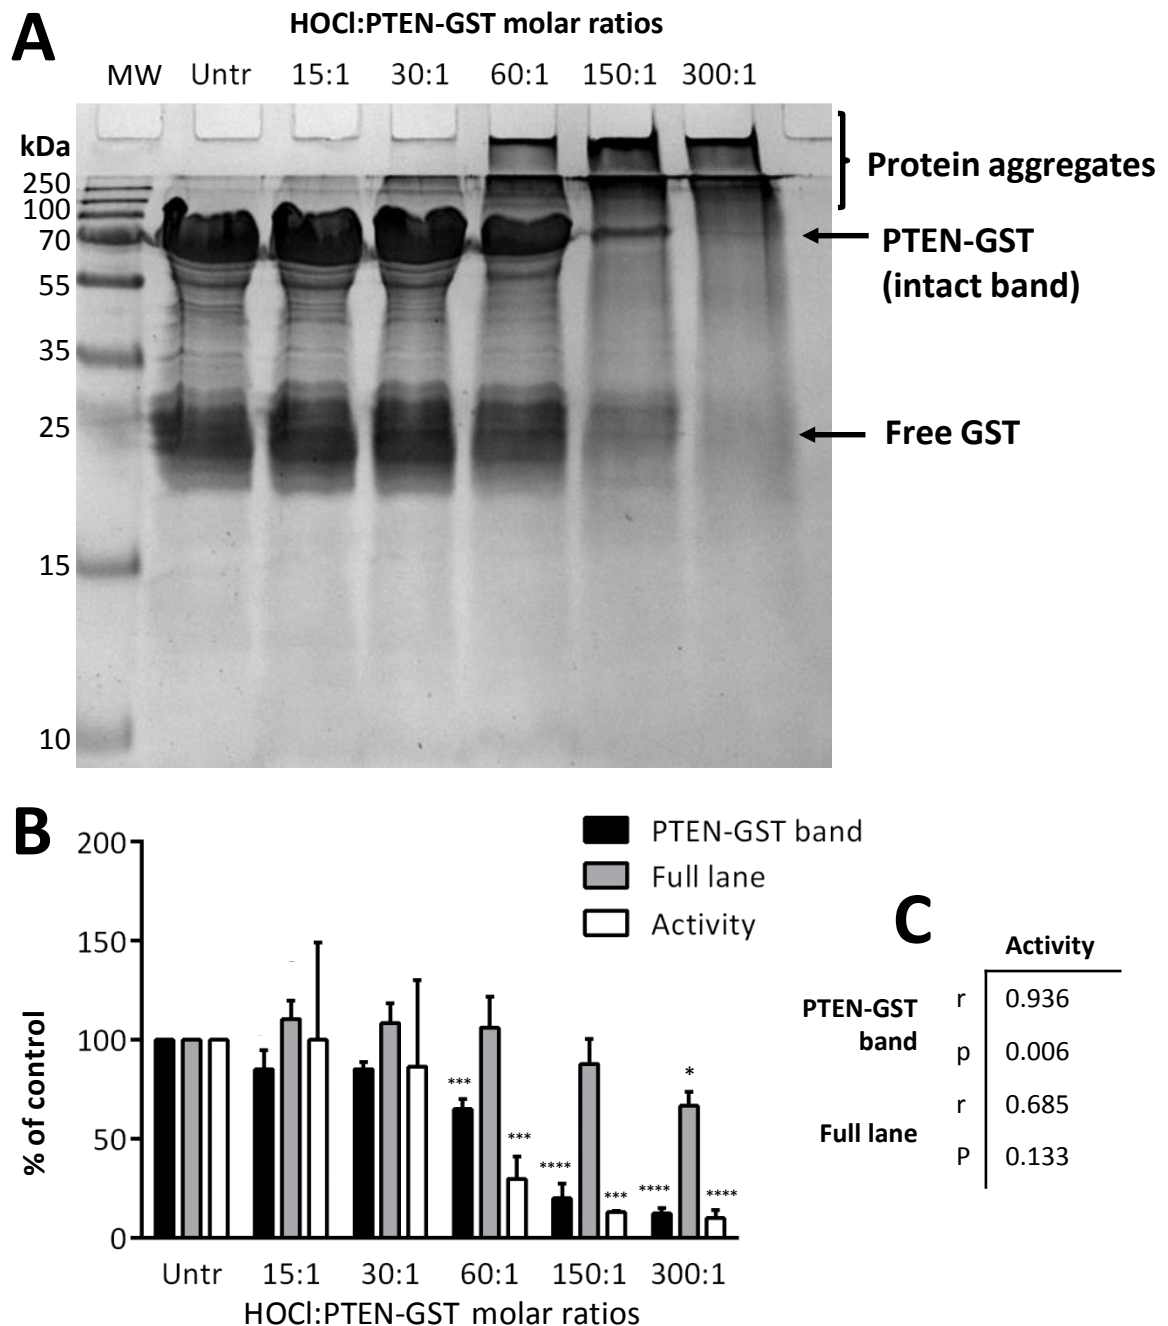 A
HOCl:PTEN-GST molar ratios
MW Untr 15:1 30:1 60:1 150:1 300:1
kDa
250
100
70
55
35
25
15
10
Protein aggregates
PTEN-GST
(intact band)
Free GST
B
200
150
100
50
0
% of control
PTEN-GST band
Full lane
Activity
*** *** **** *** **** * ****
Untr 15:1 30:1 60:1 150:1 300:1
HOCl:PTEN-GST molar ratios
C
Activity
PTEN-GST
band
r 0.936
p 0.006
Full lane
r 0.685
P 0.133